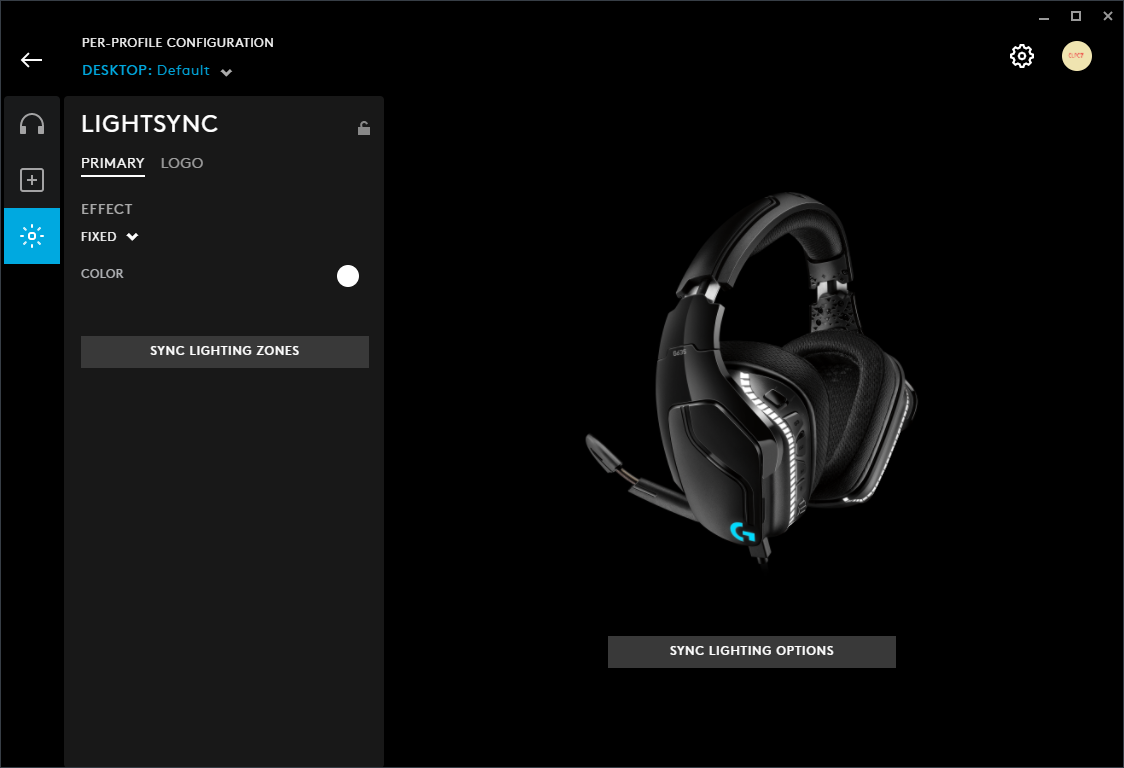 PER-PROFILE CONFIGURATION
DESKTOP: Default
LIGHTSYNC
PRIMARY LOGO
EFFECT
FIXED
COLOR
SYNC LIGHTING ZONES
SYNC LIGHTING OPTIONS